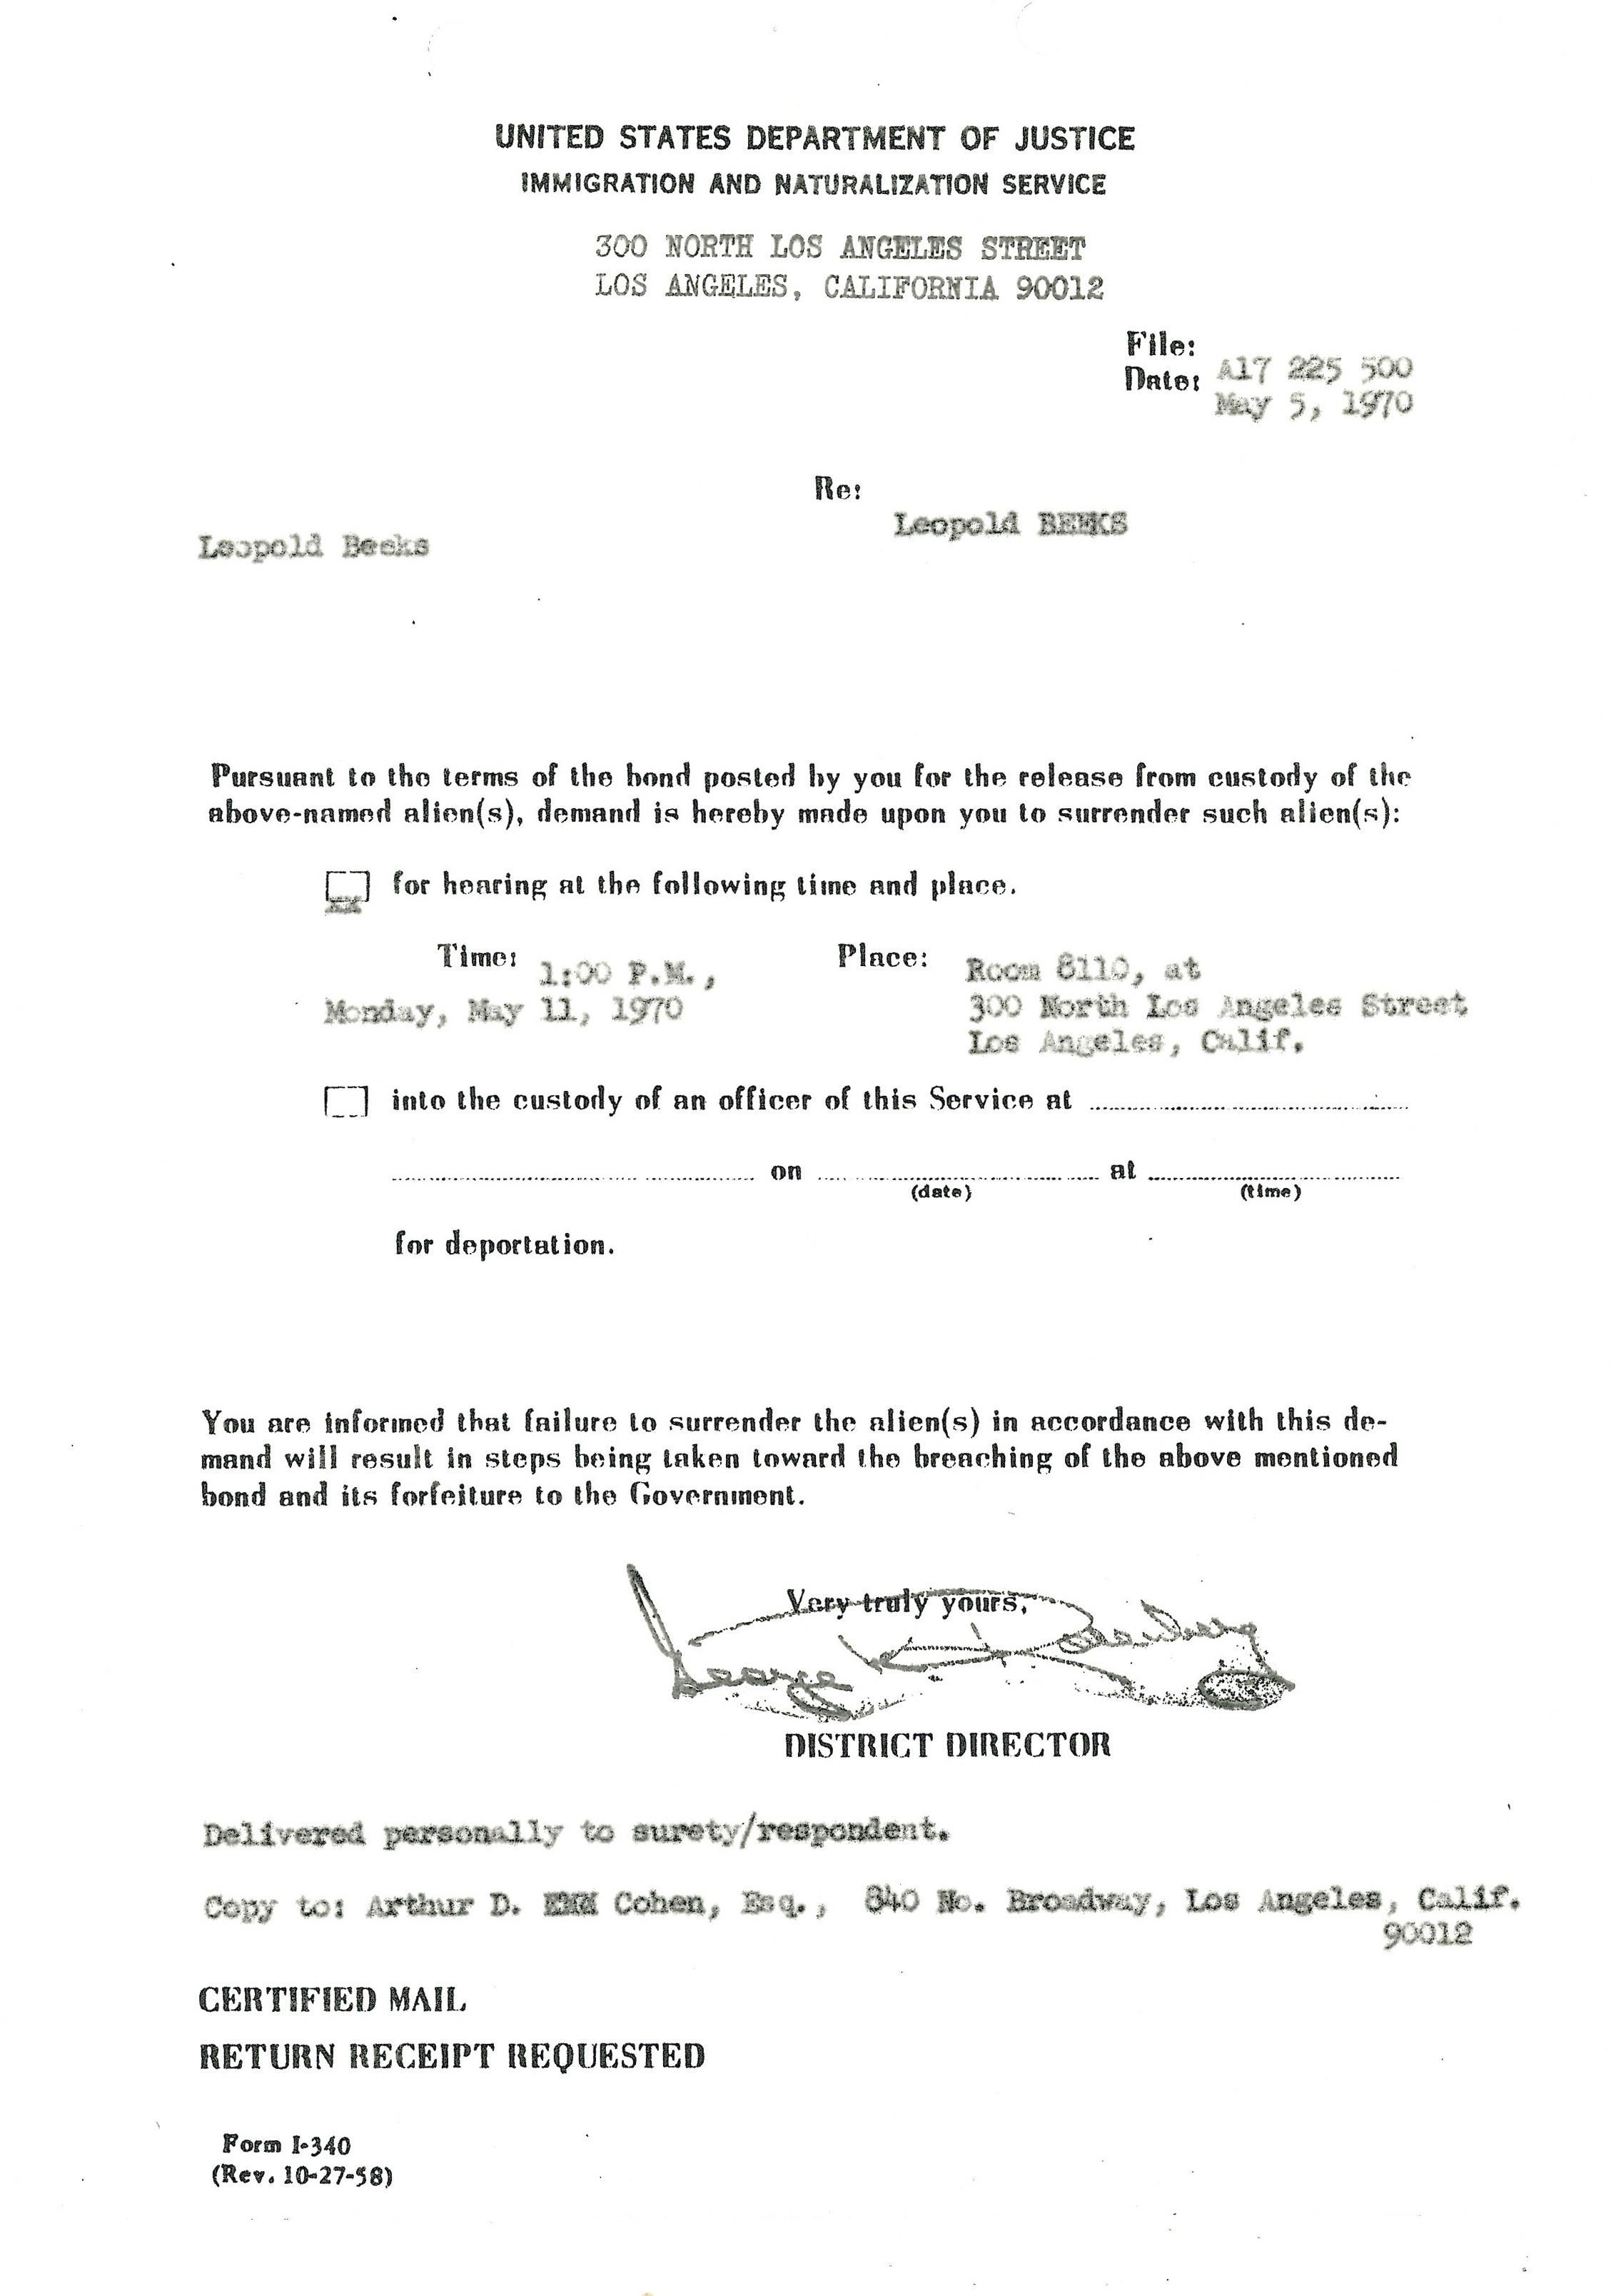 UNITED STATES DEPARTMENT OF JUSTICE
IMMIGRATION AND NATURALIZATION SERVICE
300 NORTH LOS ANGELES STREET
LOS ANGELES, CALIFORNIA 90012
File: A17 225 500
Date: May 5, 1970
Re:
Leopold BEEKS
Leopold Beeks
Pursuant to the terms of the bond posted by you for the release from custody of the
above-named alien(s), demand is hereby made upon you to surrender such alien(s):
XX for hearing at the following time and place.
Time: 1:00 P.M., Place: Room 8110, at
Monday, May 11, 1970 300 North Los Angeles Street
Los Angeles, Calif.
into the custody of an officer of this Service at
on at
(date) (time)
for deportation.
You are informed that failure to surrender the alien(s) in accordance with this de-
mand will result in steps being taken toward the breaching of the above mentioned
bond and its forfeiture to the Government.
Very truly yours,
George K Rosenberg
DISTRICT DIRECTOR
Delivered personally to surety/respondent.
Copy to: Arthur D. Cohen, Esq., 840 No. Broadway, Los Angeles, Calif.
90012
CERTIFIED MAIL
RETURN RECEIPT REQUESTED
Form I-340
(Rev. 10-27-58)